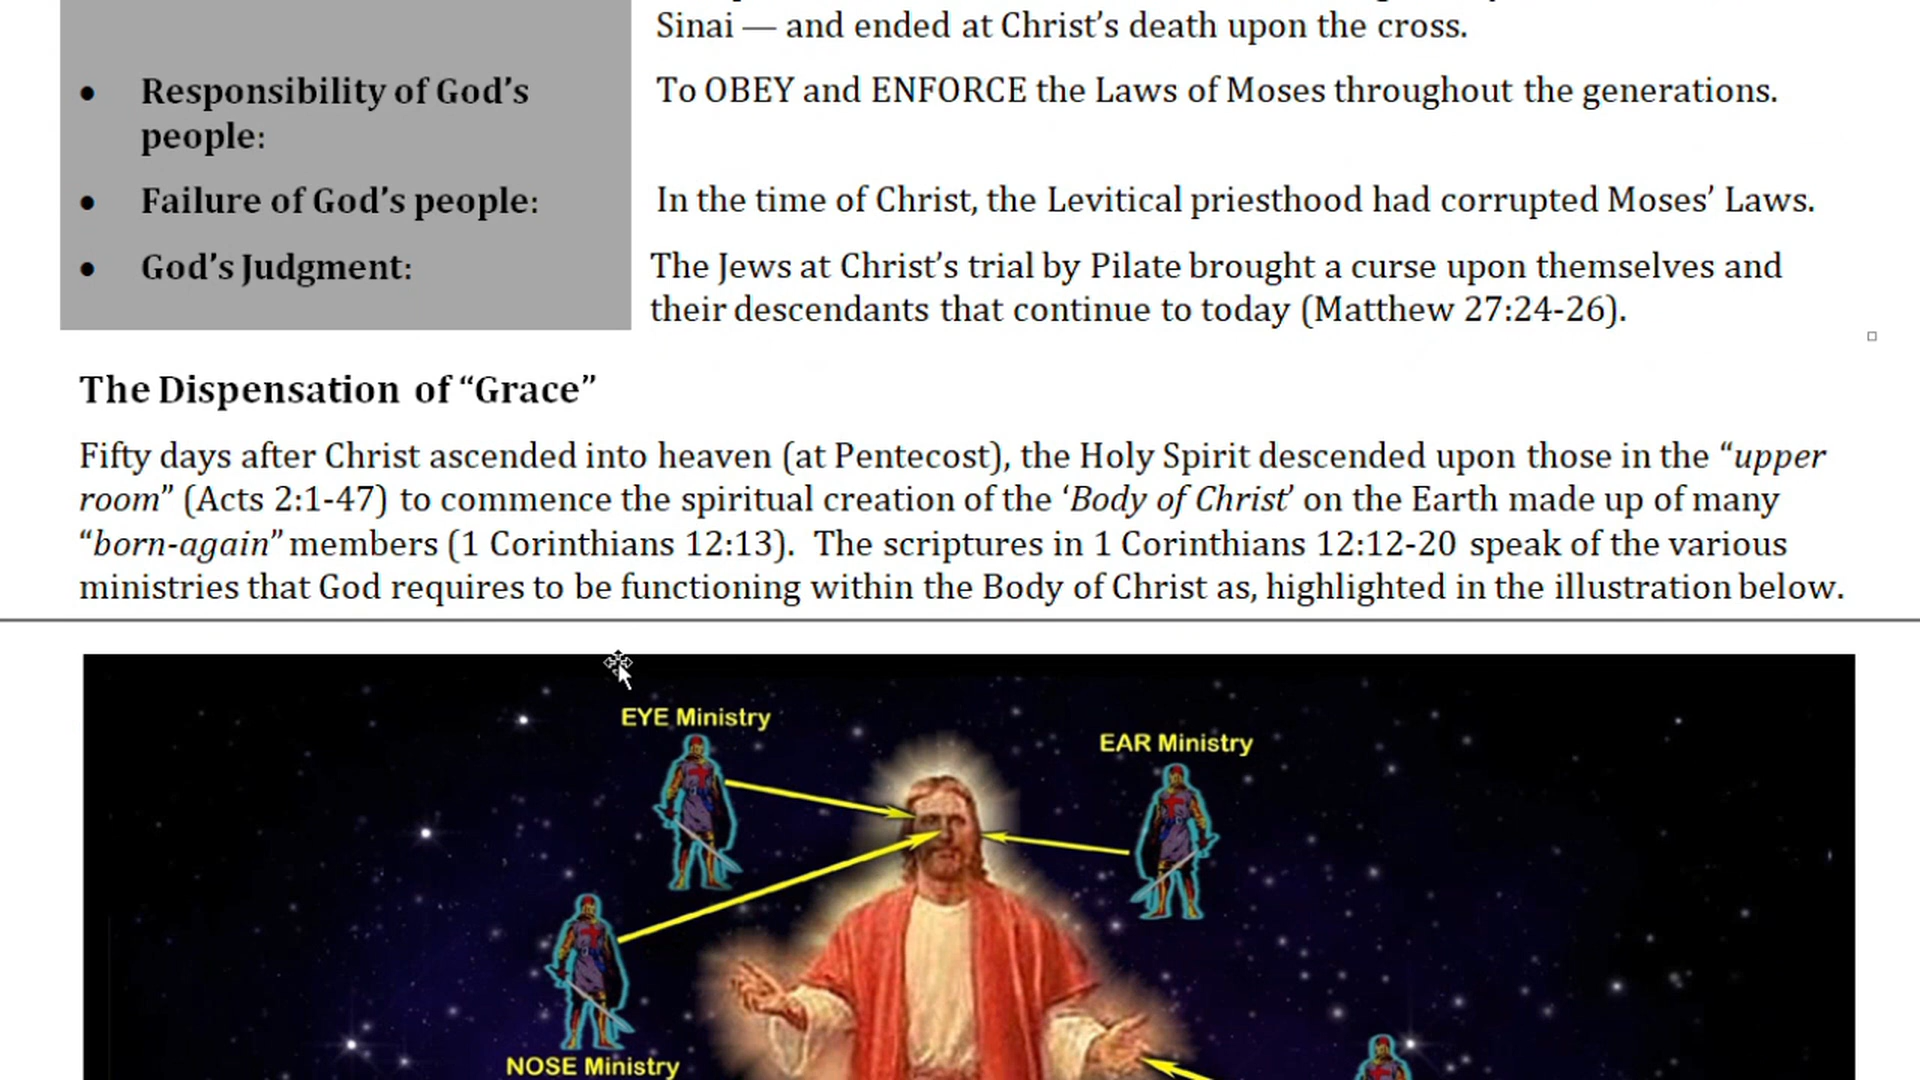 Sinai — and ended at Christ’s death upon the cross.
• Responsibility of God’s people:
To OBEY and ENFORCE the Laws of Moses throughout the generations.
• Failure of God’s people:
In the time of Christ, the Levitical priesthood had corrupted Moses’ Laws.
• God’s Judgment:
The Jews at Christ’s trial by Pilate brought a curse upon themselves and
their descendants that continue to today (Matthew 27:24-26).
The Dispensation of “Grace”
Fifty days after Christ ascended into heaven (at Pentecost), the Holy Spirit descended upon those in the “upper
room” (Acts 2:1-47) to commence the spiritual creation of the ‘Body of Christ’ on the Earth made up of many
“born-again” members (1 Corinthians 12:13). The scriptures in 1 Corinthians 12:12-20 speak of the various
ministries that God requires to be functioning within the Body of Christ as, highlighted in the illustration below.
EYE Ministry
EAR Ministry
NOSE Ministry